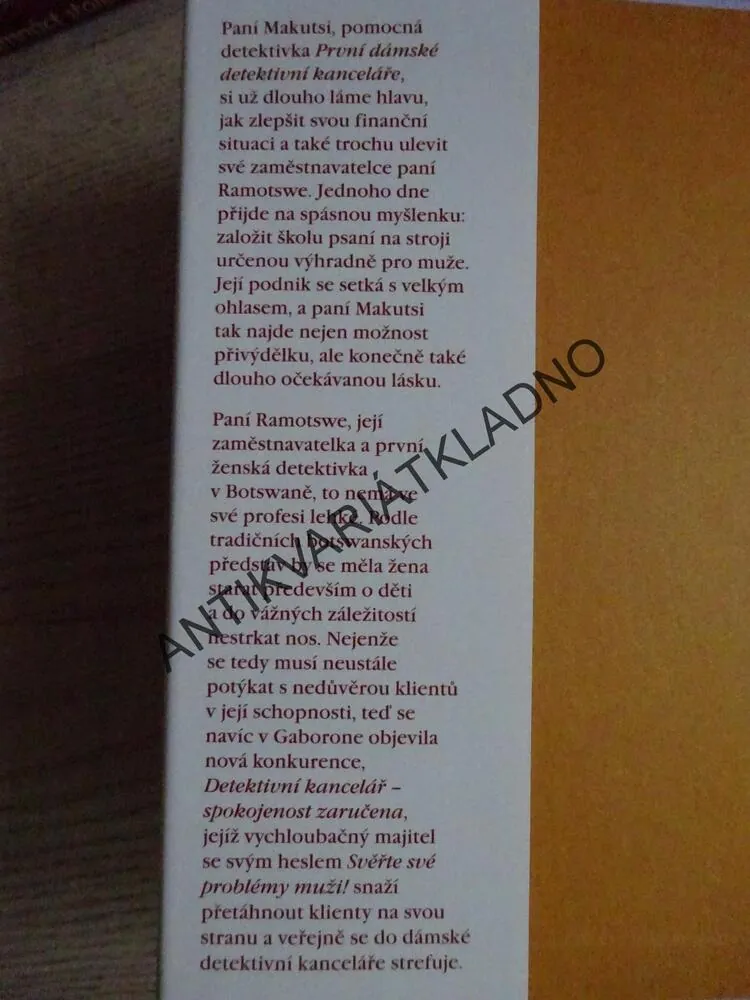 Paní Makutsi, pomocná
detektivka První dámské
detektivní kanceláře,
si už dlouho láme hlavu,
jak zlepšit svou finanční
situaci a také trochu ulevit
své zaměstnavatelce paní
Ramotswe. Jednoho dne
přijde na spásnou myšlenku:
založit školu psaní na stroji
určenou výhradně pro muže.
Její podnik se setká s velkým
ohlasem, a paní Makutsi
tak najde nejen možnost
přivýdělku, ale konečně také
dlouho očekávanou lásku.
Paní Ramotswe, její
zaměstnavatelka a první
ženská detektivka
v Botswaně, to nemá ve
své profesi lehké. Podle
tradičních botswanských
představ by se měla žena
starat především o děti
a do vážných záležitostí
nestrkat nos. Nejenže
se tedy musí neustále
potýkat s nedůvěrou klientů
v její schopnosti, teď se
navíc v Gaborone objevila
nová konkurence,
Detektivní kancelář –
spokojenost zaručena,
jejíž vychloubačný majitel
se svým heslem Svěřte své
problémy muži! snaží
přetáhnout klienty na svou
stranu a veřejně se do dámské
detektivní kanceláře strefuje.
ANTIKVARIÁTKLADNO